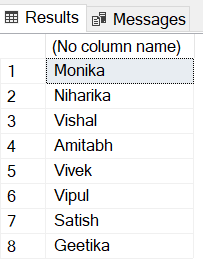 Results Messages
(No column name)
1 Monika
2 Niharika
3 Vishal
4 Amitabh
5 Vivek
6 Vipul
7 Satish
8 Geetika